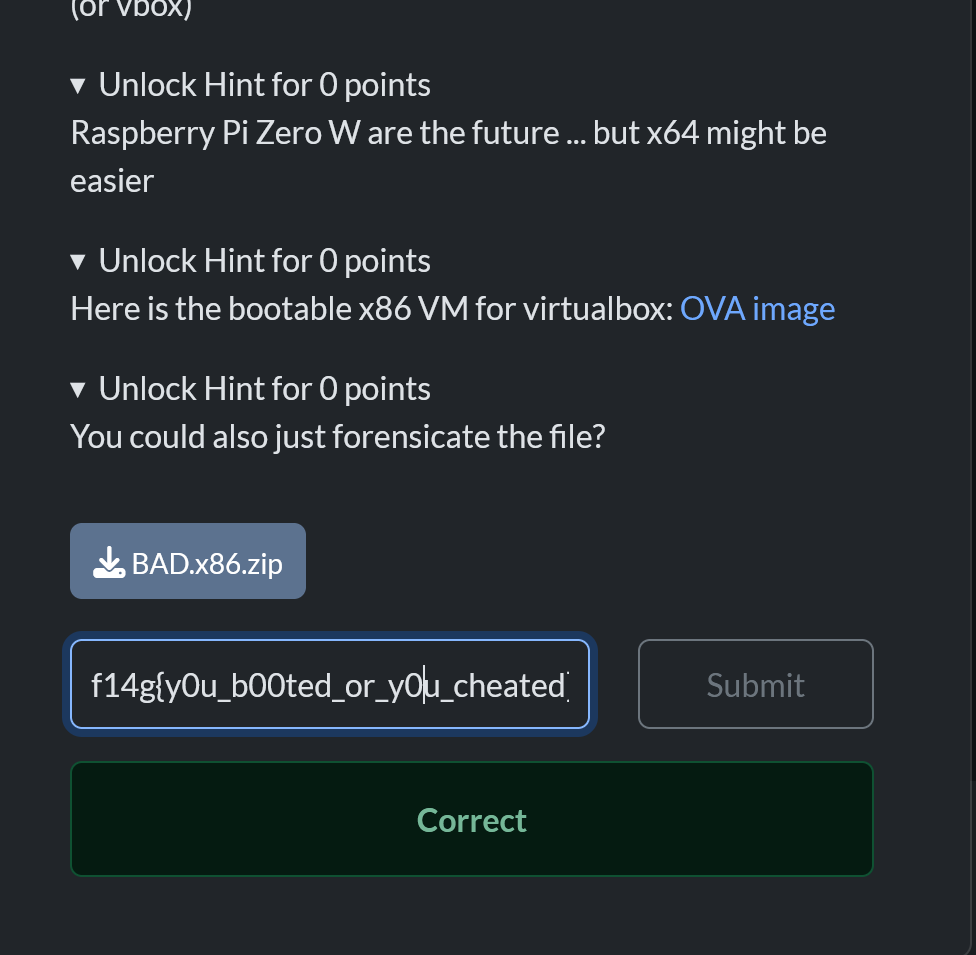 (or vbox)
▼ Unlock Hint for 0 points
Raspberry Pi Zero W are the future ... but x64 might be
easier
▼ Unlock Hint for 0 points
Here is the bootable x86 VM for virtualbox: OVA image
▼ Unlock Hint for 0 points
You could also just forensicate the file?
BAD.x86.zip
f14g{y0u_b00ted_or_y0u_cheated}
Submit
Correct